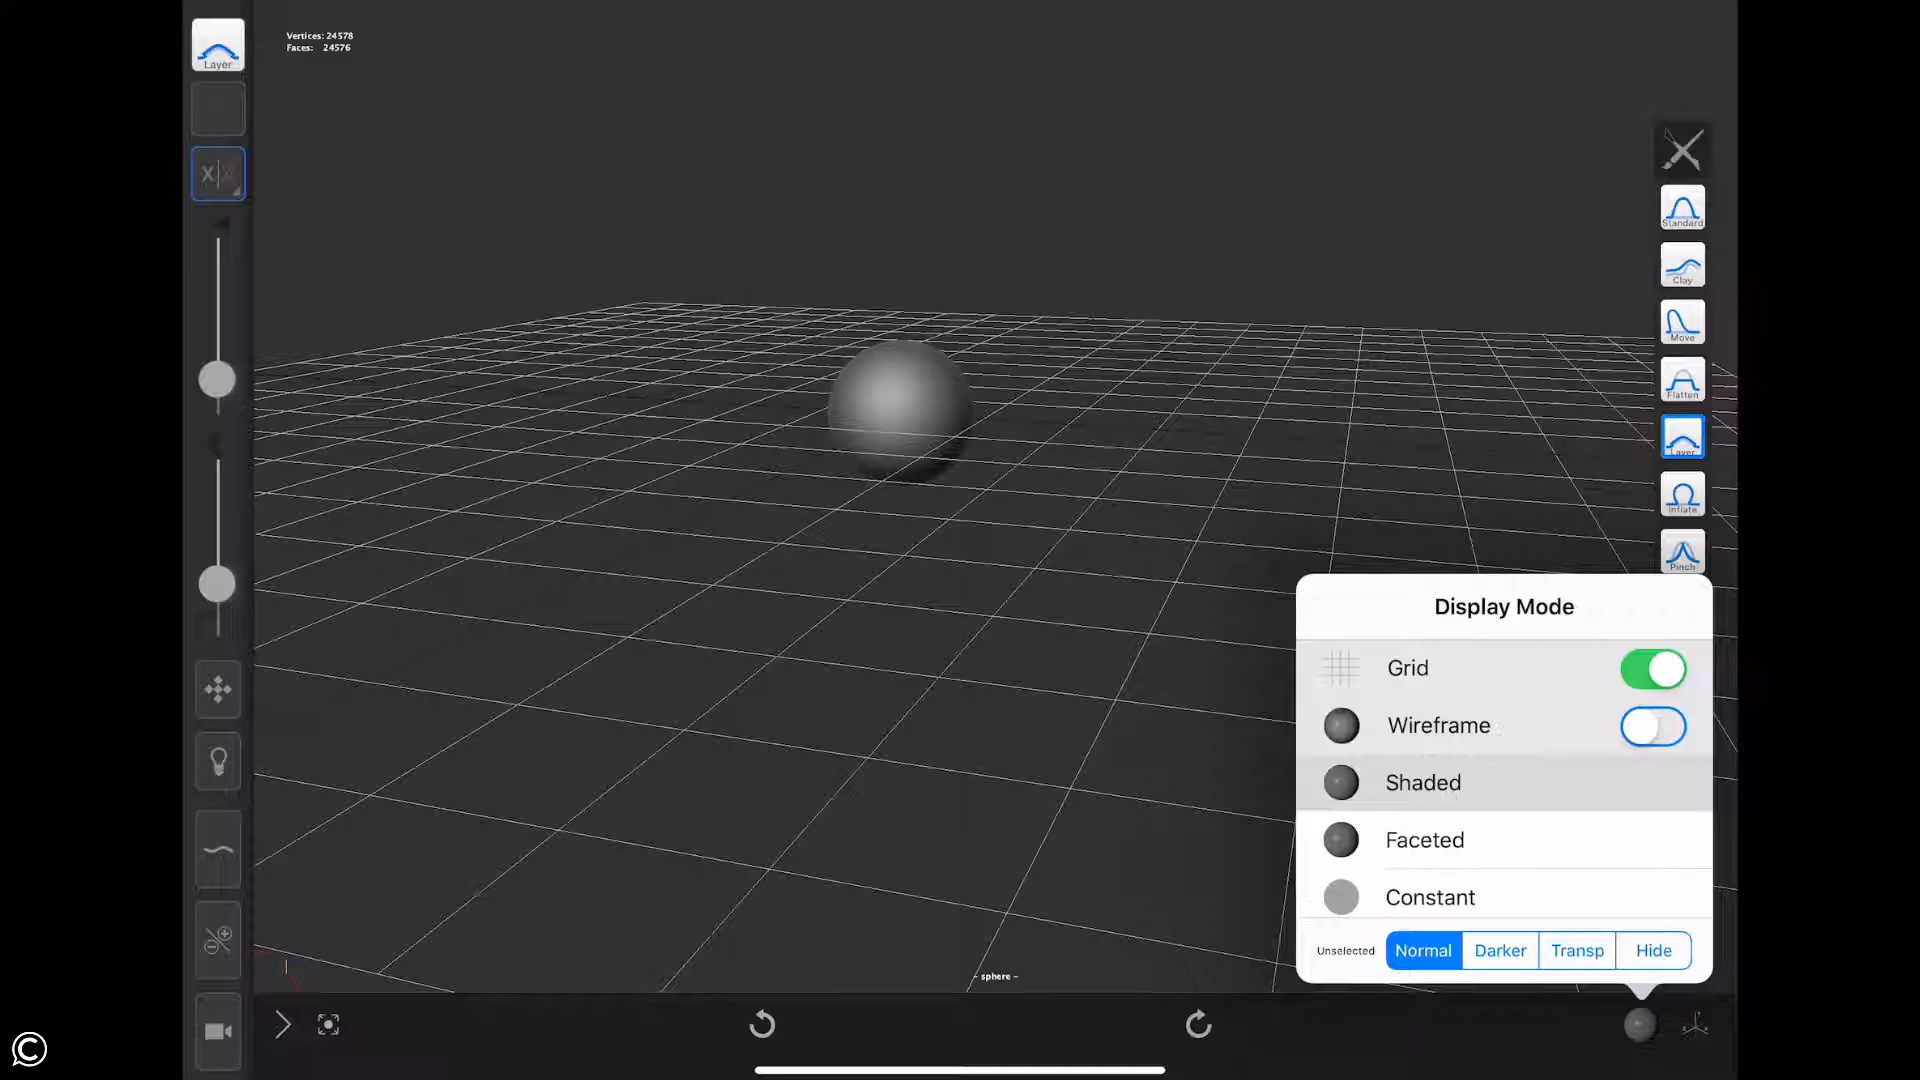 Layer
Vertices: 24578
Faces: 24576
X|X
Standard
Clay
Move
Flatten
Layer
Inflate
Pinch
Display Mode
Grid
Wireframe
Shaded
Faceted
Constant
Unselected
Normal
Darker
Transp
Hide
- sphere -